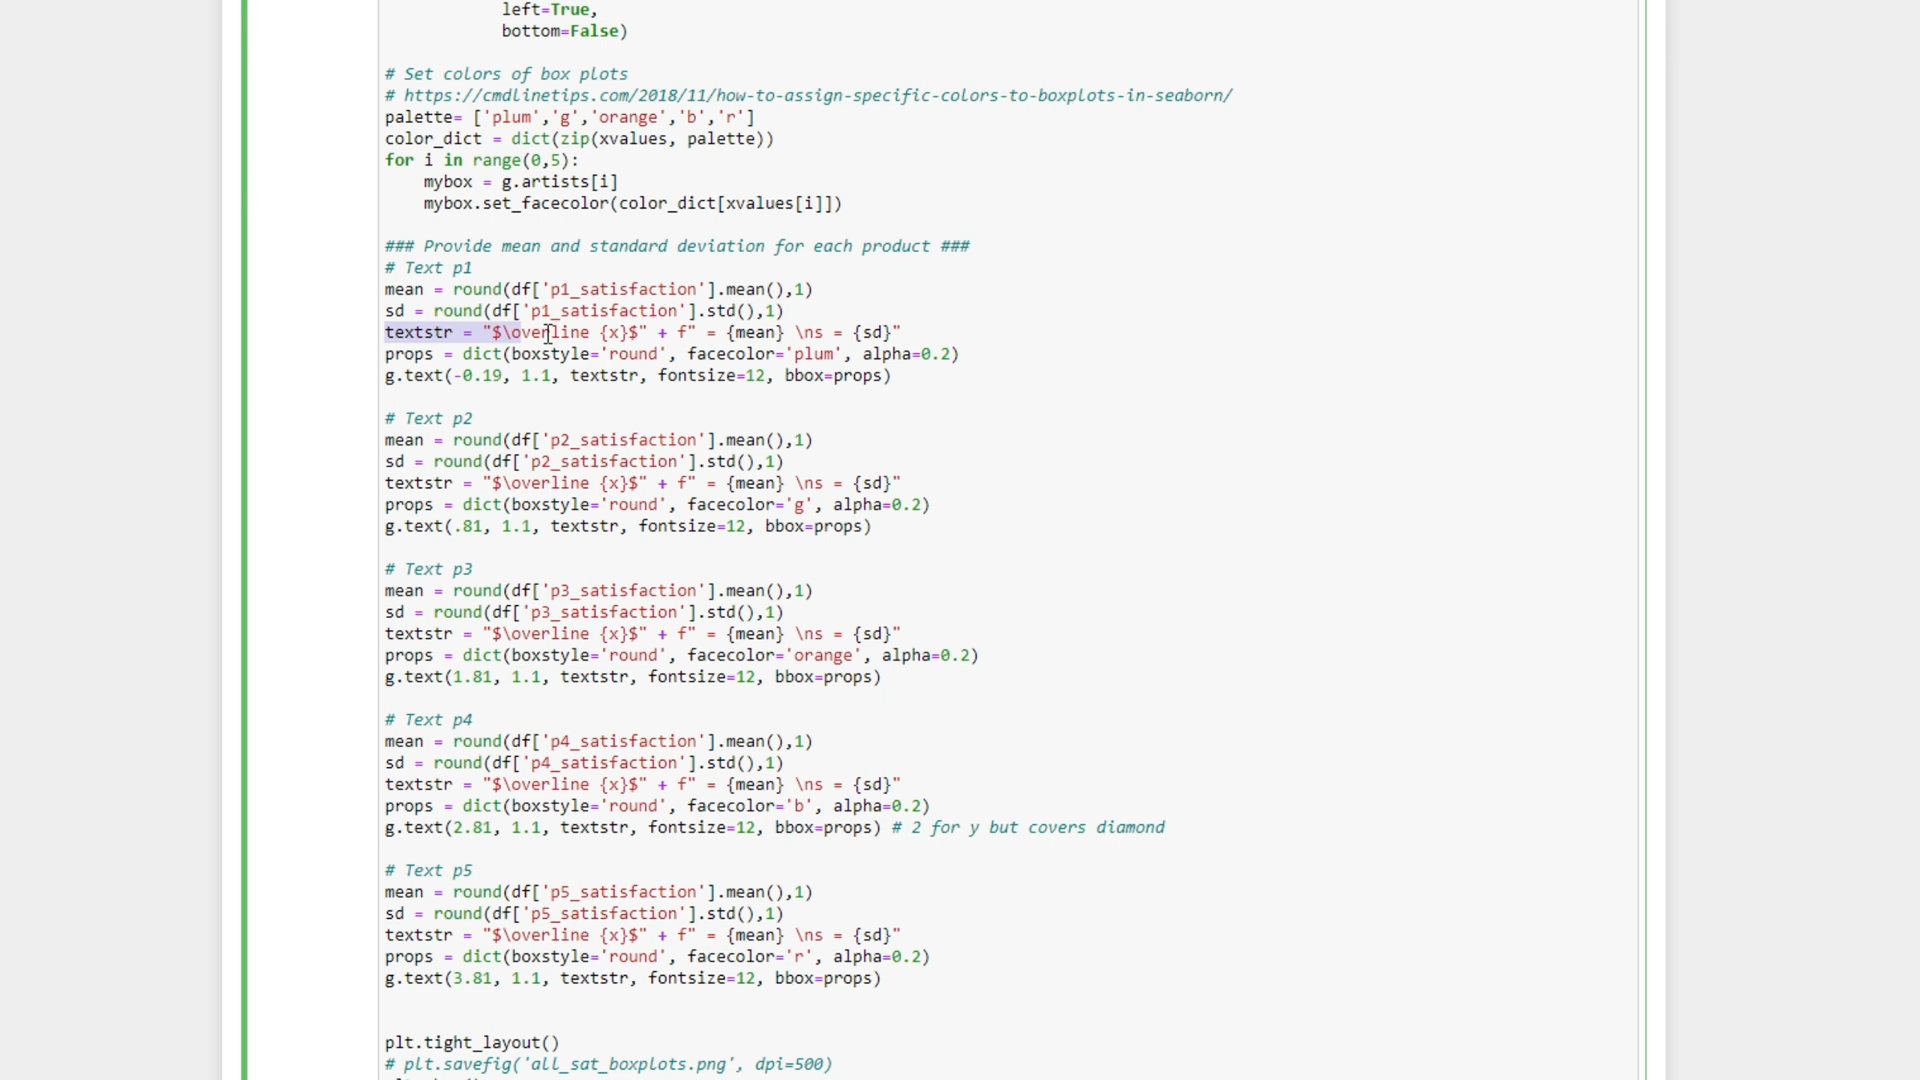 left=True,
bottom=False)
# Set colors of box plots
# https://cmdlinetips.com/2018/11/how-to-assign-specific-colors-to-boxplots-in-seaborn/
palette= ['plum','g','orange','b','r']
color_dict = dict(zip(xvalues, palette))
for i in range(0,5):
    mybox = g.artists[i]
    mybox.set_facecolor(color_dict[xvalues[i]])
### Provide mean and standard deviation for each product ###
# Text p1
mean = round(df['p1_satisfaction'].mean(),1)
sd = round(df['p1_satisfaction'].std(),1)
textstr = "$\overline {x}$" + f" = {mean} \ns = {sd}"
props = dict(boxstyle='round', facecolor='plum', alpha=0.2)
g.text(-0.19, 1.1, textstr, fontsize=12, bbox=props)
# Text p2
mean = round(df['p2_satisfaction'].mean(),1)
sd = round(df['p2_satisfaction'].std(),1)
textstr = "$\overline {x}$" + f" = {mean} \ns = {sd}"
props = dict(boxstyle='round', facecolor='g', alpha=0.2)
g.text(.81, 1.1, textstr, fontsize=12, bbox=props)
# Text p3
mean = round(df['p3_satisfaction'].mean(),1)
sd = round(df['p3_satisfaction'].std(),1)
textstr = "$\overline {x}$" + f" = {mean} \ns = {sd}"
props = dict(boxstyle='round', facecolor='orange', alpha=0.2)
g.text(1.81, 1.1, textstr, fontsize=12, bbox=props)
# Text p4
mean = round(df['p4_satisfaction'].mean(),1)
sd = round(df['p4_satisfaction'].std(),1)
textstr = "$\overline {x}$" + f" = {mean} \ns = {sd}"
props = dict(boxstyle='round', facecolor='b', alpha=0.2)
g.text(2.81, 1.1, textstr, fontsize=12, bbox=props) # 2 for y but covers diamond
# Text p5
mean = round(df['p5_satisfaction'].mean(),1)
sd = round(df['p5_satisfaction'].std(),1)
textstr = "$\overline {x}$" + f" = {mean} \ns = {sd}"
props = dict(boxstyle='round', facecolor='r', alpha=0.2)
g.text(3.81, 1.1, textstr, fontsize=12, bbox=props)
plt.tight_layout()
# plt.savefig('all_sat_boxplots.png', dpi=500)